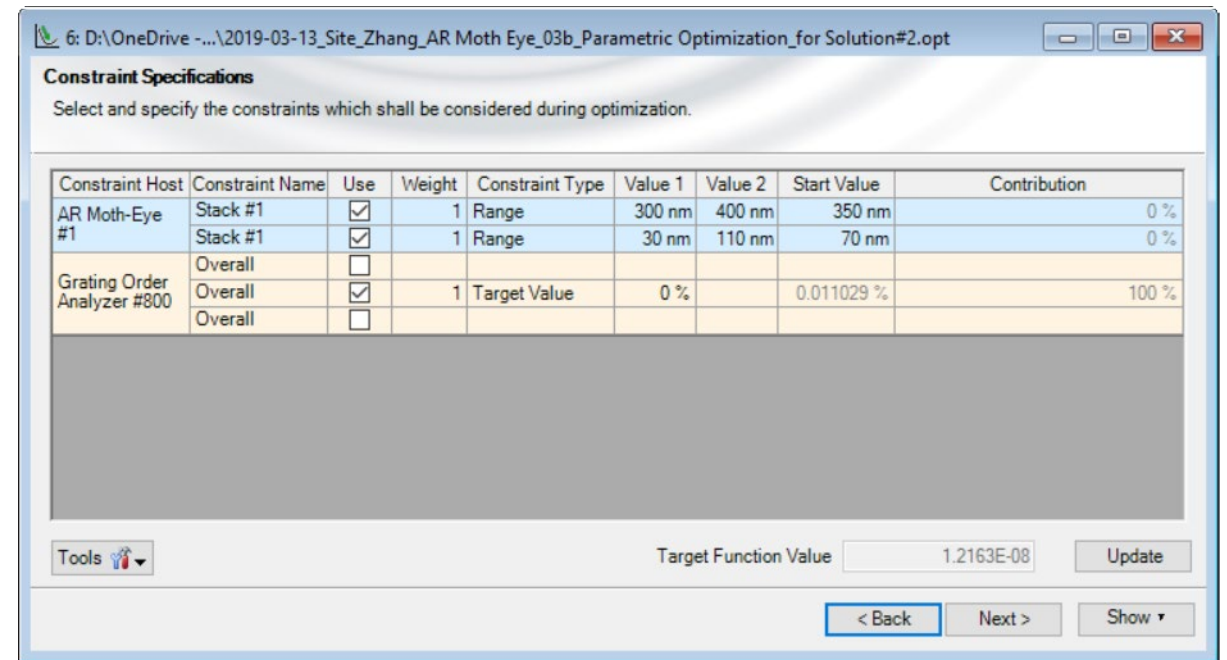 6: D:\OneDrive -...\2019-03-13_Site_Zhang_AR Moth Eye_03b_Parametric Optimization_for Solution#2.opt
Constraint Specifications
Select and specify the constraints which shall be considered during optimization.
Constraint Host Constraint Name Use Weight Constraint Type Value 1 Value 2 Start Value Contribution
AR Moth-Eye #1 Stack #1 1 Range 300 nm 400 nm 350 nm 0 %
Stack #1 1 Range 30 nm 110 nm 70 nm 0 %
Grating Order Analyzer #800 Overall
Overall 1 Target Value 0 % 0.011029 % 100 %
Overall
Tools Target Function Value 1.2163E-08 Update
< Back Next > Show